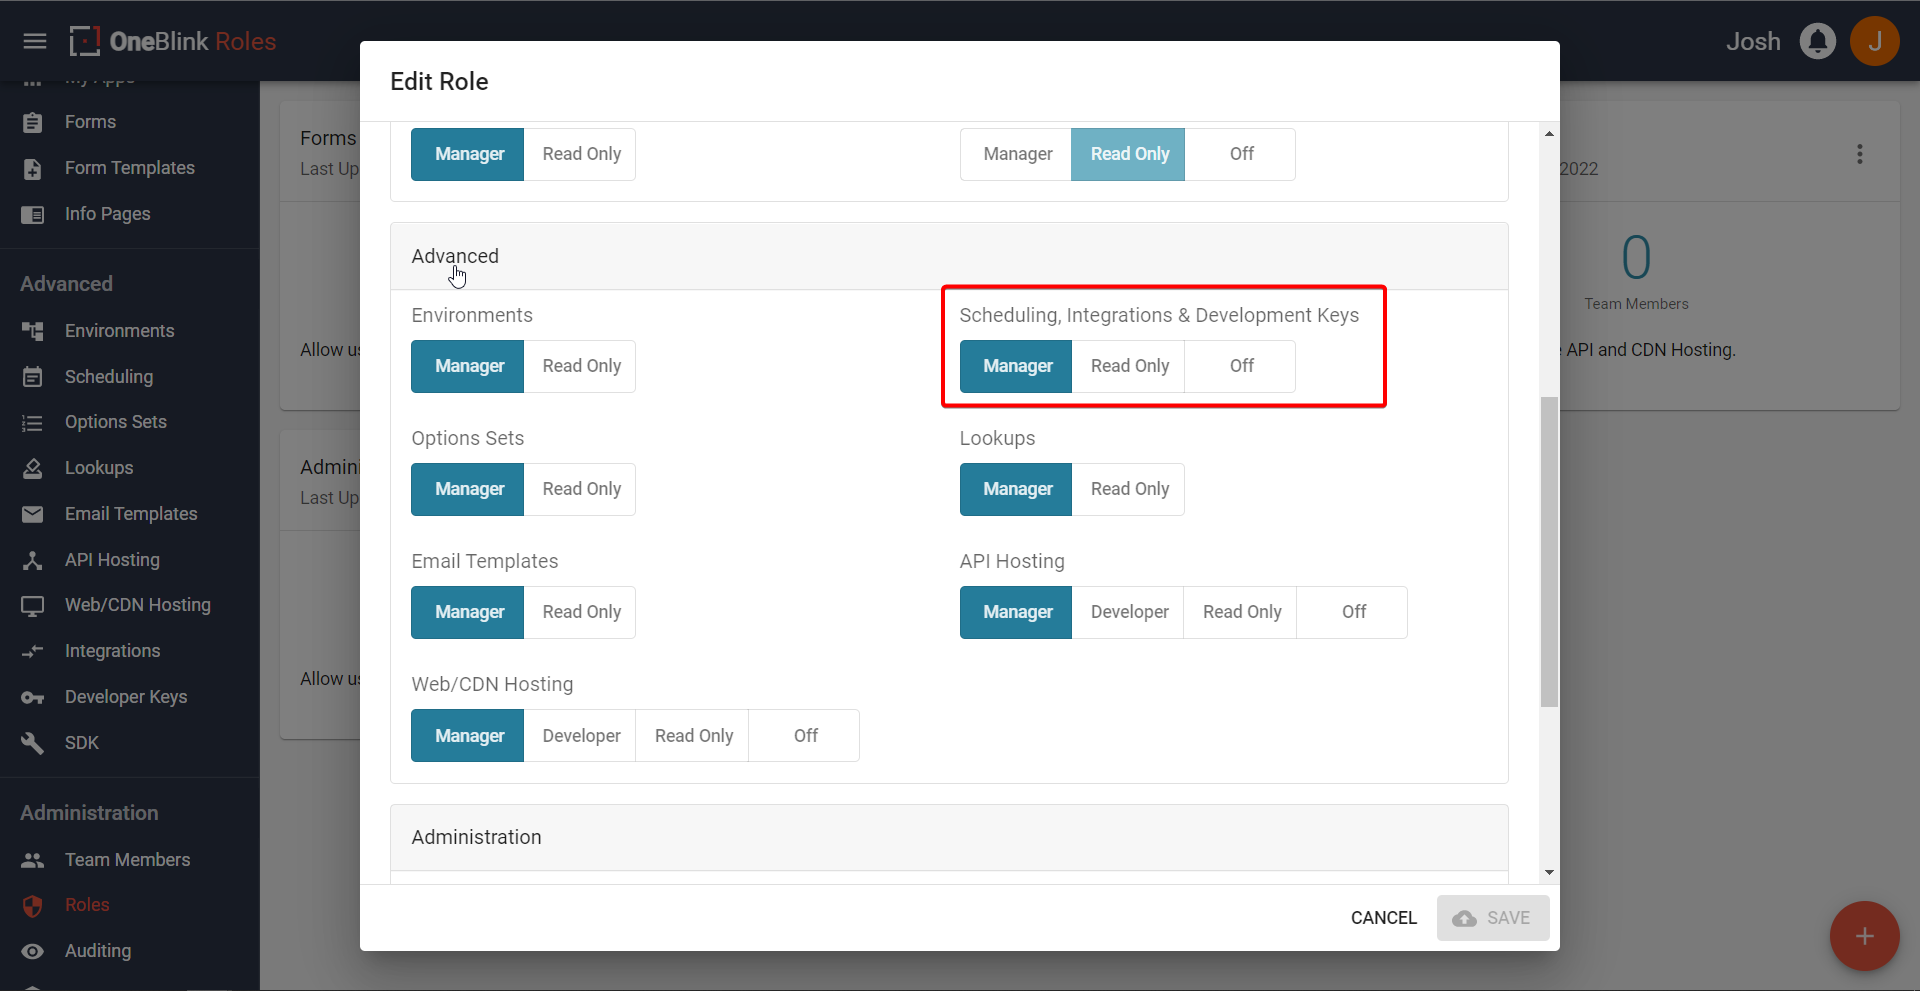 OneBlink Roles
Josh
J
My Apps
Forms
Form Templates
Info Pages
Advanced
Environments
Scheduling
Options Sets
Lookups
Email Templates
API Hosting
Web/CDN Hosting
Integrations
Developer Keys
SDK
Administration
Team Members
Roles
Auditing
Forms
Last Up
Allow us
Admini
Last Up
Allow us
2022
0
Team Members
API and CDN Hosting.
Edit Role
Manager Read Only
Manager Read Only Off
Advanced
Environments
Manager Read Only
Scheduling, Integrations & Development Keys
Manager Read Only Off
Options Sets
Manager Read Only
Lookups
Manager Read Only
Email Templates
Manager Read Only
API Hosting
Manager Developer Read Only Off
Web/CDN Hosting
Manager Developer Read Only Off
Administration
CANCEL SAVE